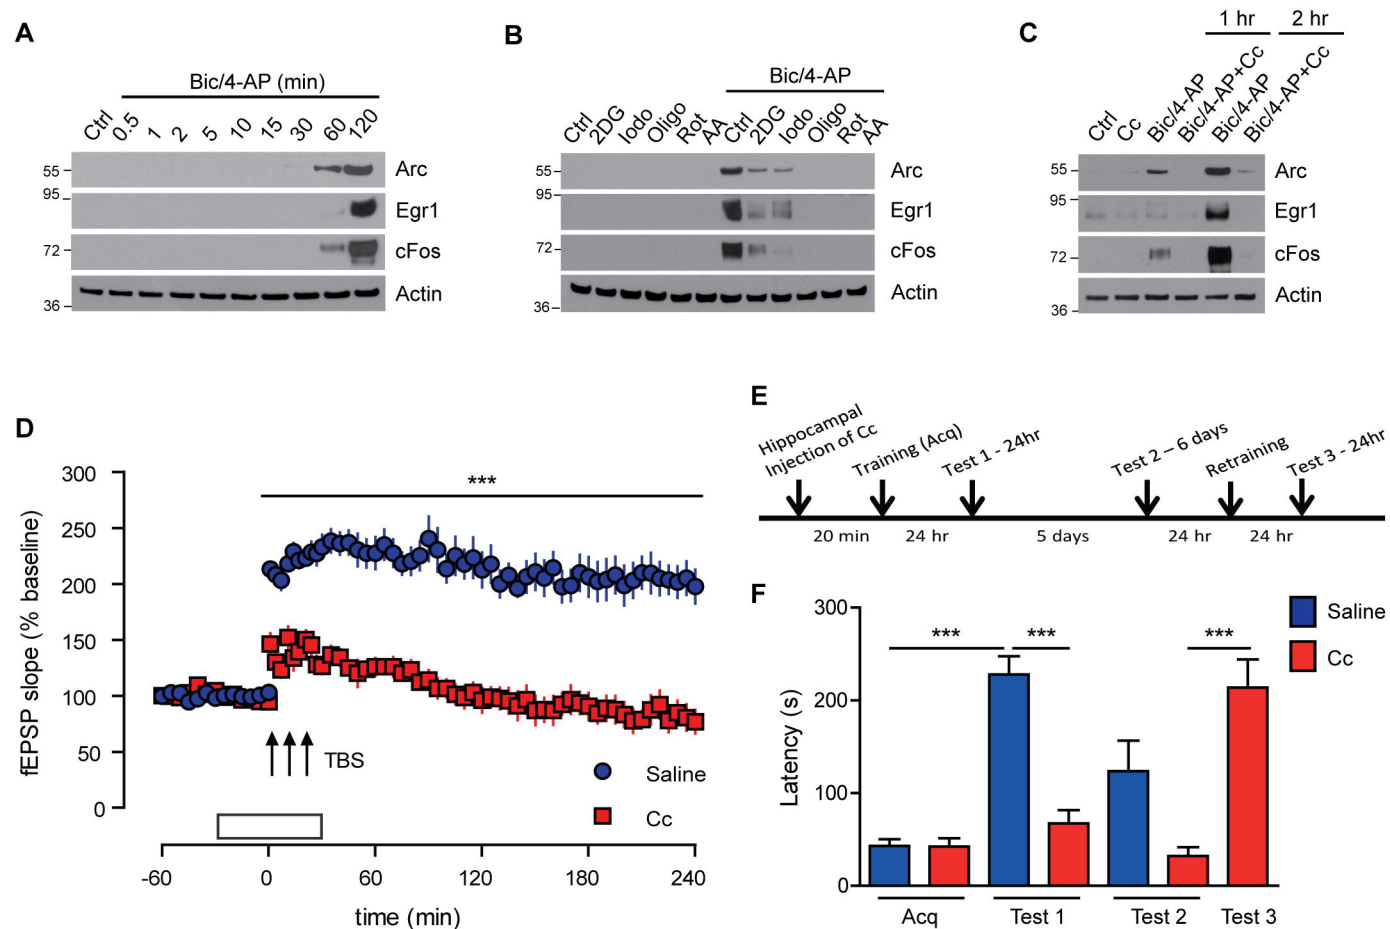 A
Bic/4-AP (min)
Ctrl 0.5 1 2 5 10 15 30 60 120
55 Arc
95 Egr1
72 cFos
36 Actin
B
Bic/4-AP
Ctrl 2DG Iodo Oligo Rot AA Ctrl 2DG Iodo Oligo Rot AA
55 Arc
95 Egr1
72 cFos
36 Actin
C
1 hr 2 hr
Ctrl Cc Bic/4-AP Bic/4-AP+Cc Bic/4-AP Bic/4-AP+Cc
55 Arc
95 Egr1
72 cFos
36 Actin
D
fEPSP slope (% baseline)
300
250
200
150
100
50
0
***
TBS
Saline
Cc
-60 0 60 120 180 240
time (min)
E
Hippocampal
Injection of Cc
Training (Acq)
Test 1 - 24hr
Test 2 – 6 days
Retraining
Test 3 - 24hr
20 min 24 hr 5 days 24 hr 24 hr
F
Latency (s)
300
200
100
0
*** *** ***
Saline
Cc
Acq Test 1 Test 2 Test 3